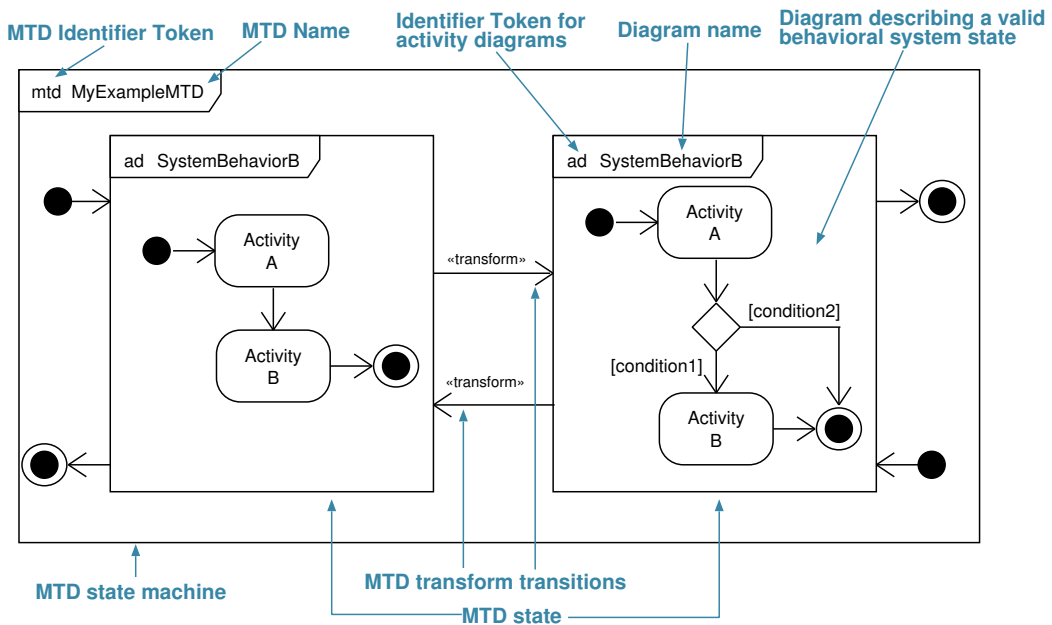 MTD Identifier Token
MTD Name
Identifier Token for
activity diagrams
Diagram name
Diagram describing a valid
behavioral system state
mtd MyExampleMTD
ad SystemBehaviorB
Activity
A
Activity
B
«transform»
«transform»
ad SystemBehaviorB
Activity
A
[condition2]
[condition1]
Activity
B
MTD state machine
MTD transform transitions
MTD state